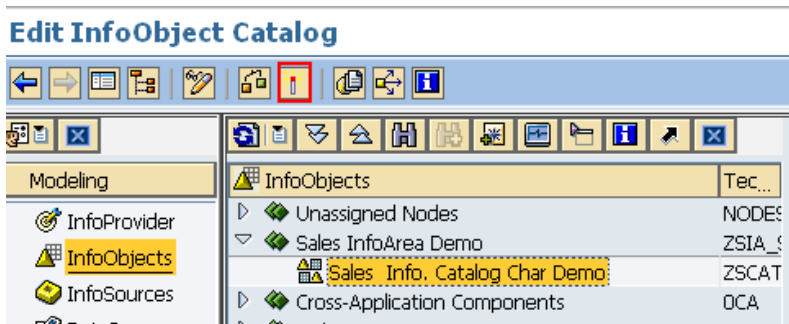 Edit InfoObject Catalog
Modeling
InfoObjects
Tec...
InfoProvider
Unassigned Nodes
NODES
InfoObjects
Sales InfoArea Demo
ZSIA_S
Sales Info. Catalog Char Demo
ZSCAT
InfoSources
Cross-Application Components
0CA